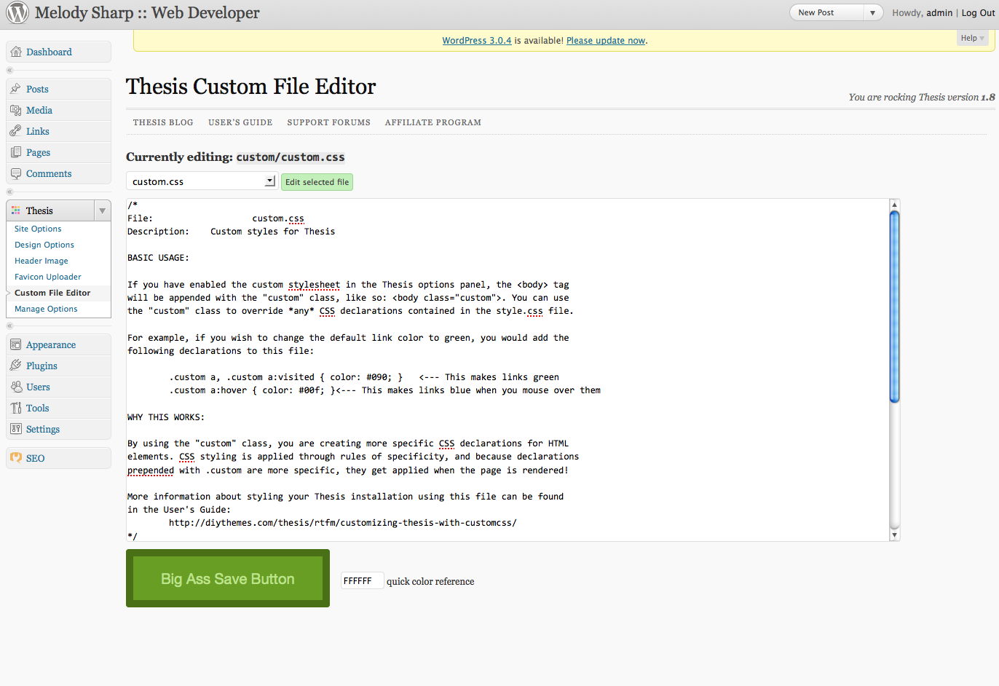 Melody Sharp :: Web Developer
New Post
Howdy, admin | Log Out
WordPress 3.0.4 is available! Please update now.
Help
Dashboard
Posts
Media
Links
Pages
Comments
Thesis
Site Options
Design Options
Header Image
Favicon Uploader
Custom File Editor
Manage Options
Appearance
Plugins
Users
Tools
Settings
SEO
Thesis Custom File Editor
You are rocking Thesis version 1.8
THESIS BLOG USER'S GUIDE SUPPORT FORUMS AFFILIATE PROGRAM
Currently editing: custom/custom.css
custom.css
Edit selected file
/*
File: custom.css
Description: Custom styles for Thesis
BASIC USAGE:
If you have enabled the custom stylesheet in the Thesis options panel, the <body> tag
will be appended with the "custom" class, like so: <body class="custom">. You can use
the "custom" class to override *any* CSS declarations contained in the style.css file.
For example, if you wish to change the default link color to green, you would add the
following declarations to this file:
.custom a, .custom a:visited { color: #090; } <--- This makes links green
.custom a:hover { color: #00f; }<--- This makes links blue when you mouse over them
WHY THIS WORKS:
By using the "custom" class, you are creating more specific CSS declarations for HTML
elements. CSS styling is applied through rules of specificity, and because declarations
prepended with .custom are more specific, they get applied when the page is rendered!
More information about styling your Thesis installation using this file can be found
in the User's Guide:
http://diythemes.com/thesis/rtfm/customizing-thesis-with-customcss/
*/
Big Ass Save Button
FFFFFF quick color reference